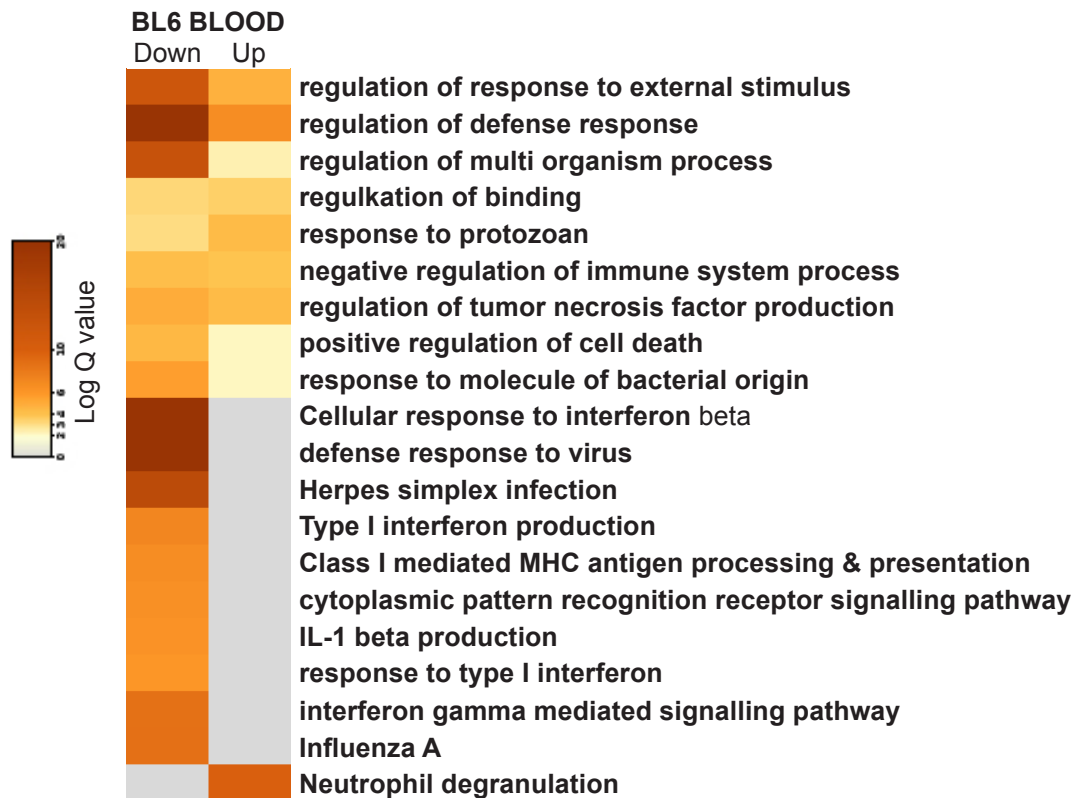 BL6 BLOOD
Down Up
regulation of response to external stimulus
regulation of defense response
regulation of multi organism process
regulkation of binding
response to protozoan
negative regulation of immune system process
regulation of tumor necrosis factor production
positive regulation of cell death
response to molecule of bacterial origin
Cellular response to interferon beta
defense response to virus
Herpes simplex infection
Type I interferon production
Class I mediated MHC antigen processing & presentation
cytoplasmic pattern recognition receptor signalling pathway
IL-1 beta production
response to type I interferon
interferon gamma mediated signalling pathway
Influenza A
Neutrophil degranulation
20
10
6
4
3
2
0
Log Q value